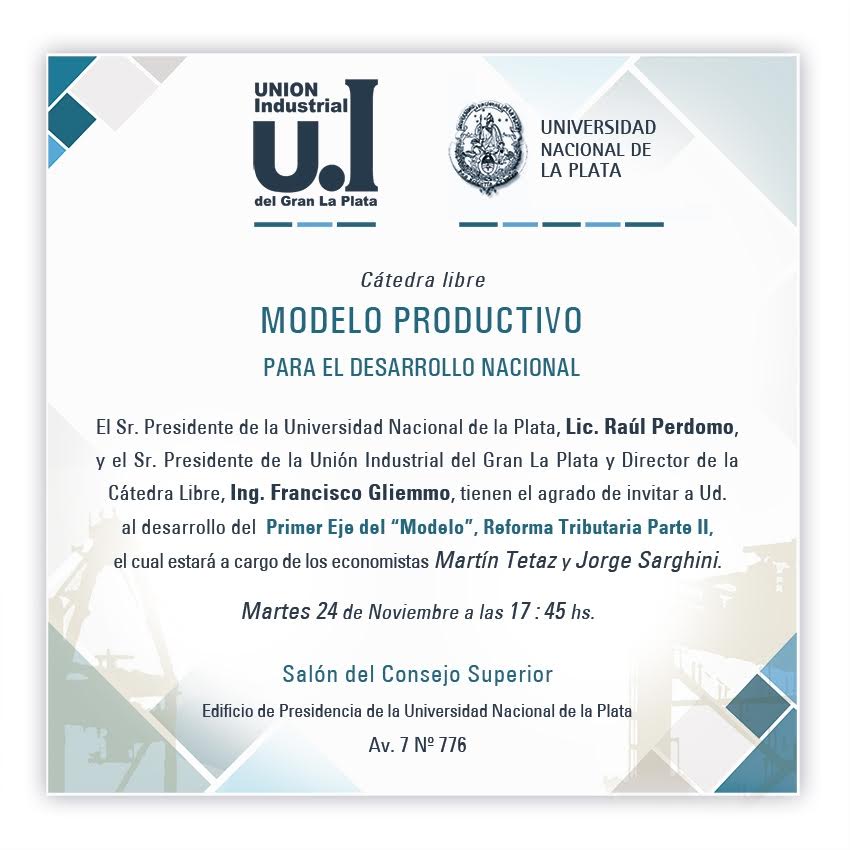 UNION
Industrial
u.I
del Gran La Plata
UNIVERSIDAD
NACIONAL DE
LA PLATA
Cátedra libre
MODELO PRODUCTIVO
PARA EL DESARROLLO NACIONAL
El Sr. Presidente de la Universidad Nacional de la Plata, Lic. Raúl Perdomo,
y el Sr. Presidente de la Unión Industrial del Gran La Plata y Director de la
Cátedra Libre, Ing. Francisco Gliemmo, tienen el agrado de invitar a Ud.
al desarrollo del Primer Eje del “Modelo”, Reforma Tributaria Parte II,
el cual estará a cargo de los economistas Martín Tetaz y Jorge Sarghini.
Martes 24 de Noviembre a las 17 : 45 hs.
Salón del Consejo Superior
Edificio de Presidencia de la Universidad Nacional de la Plata
Av. 7 Nº 776